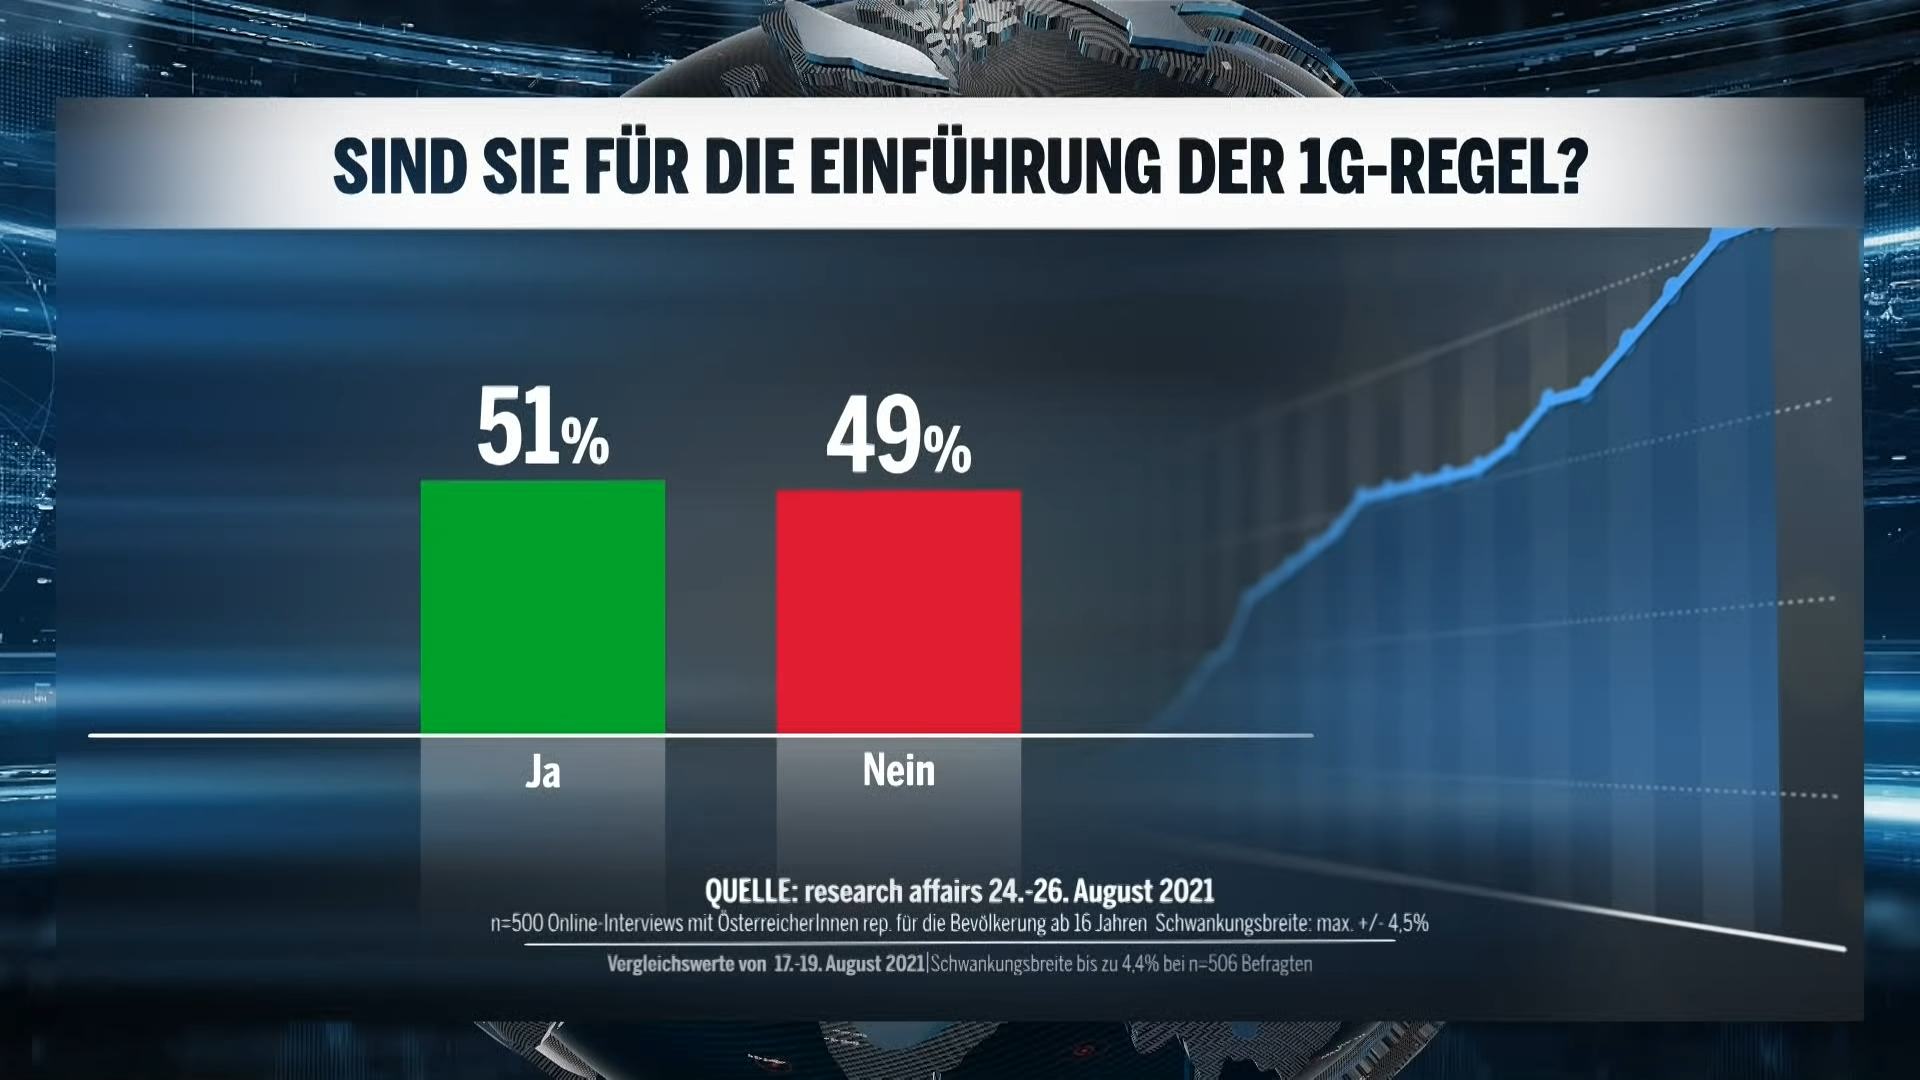 SIND SIE FÜR DIE EINFÜHRUNG DER 1G-REGEL?
51%
49%
Ja
Nein
QUELLE: research affairs 24.-26. August 2021
n=500 Online-Interviews mit ÖsterreicherInnen rep. für die Bevölkerung ab 16 Jahren Schwankungsbreite: max. +/- 4,5%
Vergleichswerte von 17.-19. August 2021|Schwankungsbreite bis zu 4,4% bei n=506 Befragten